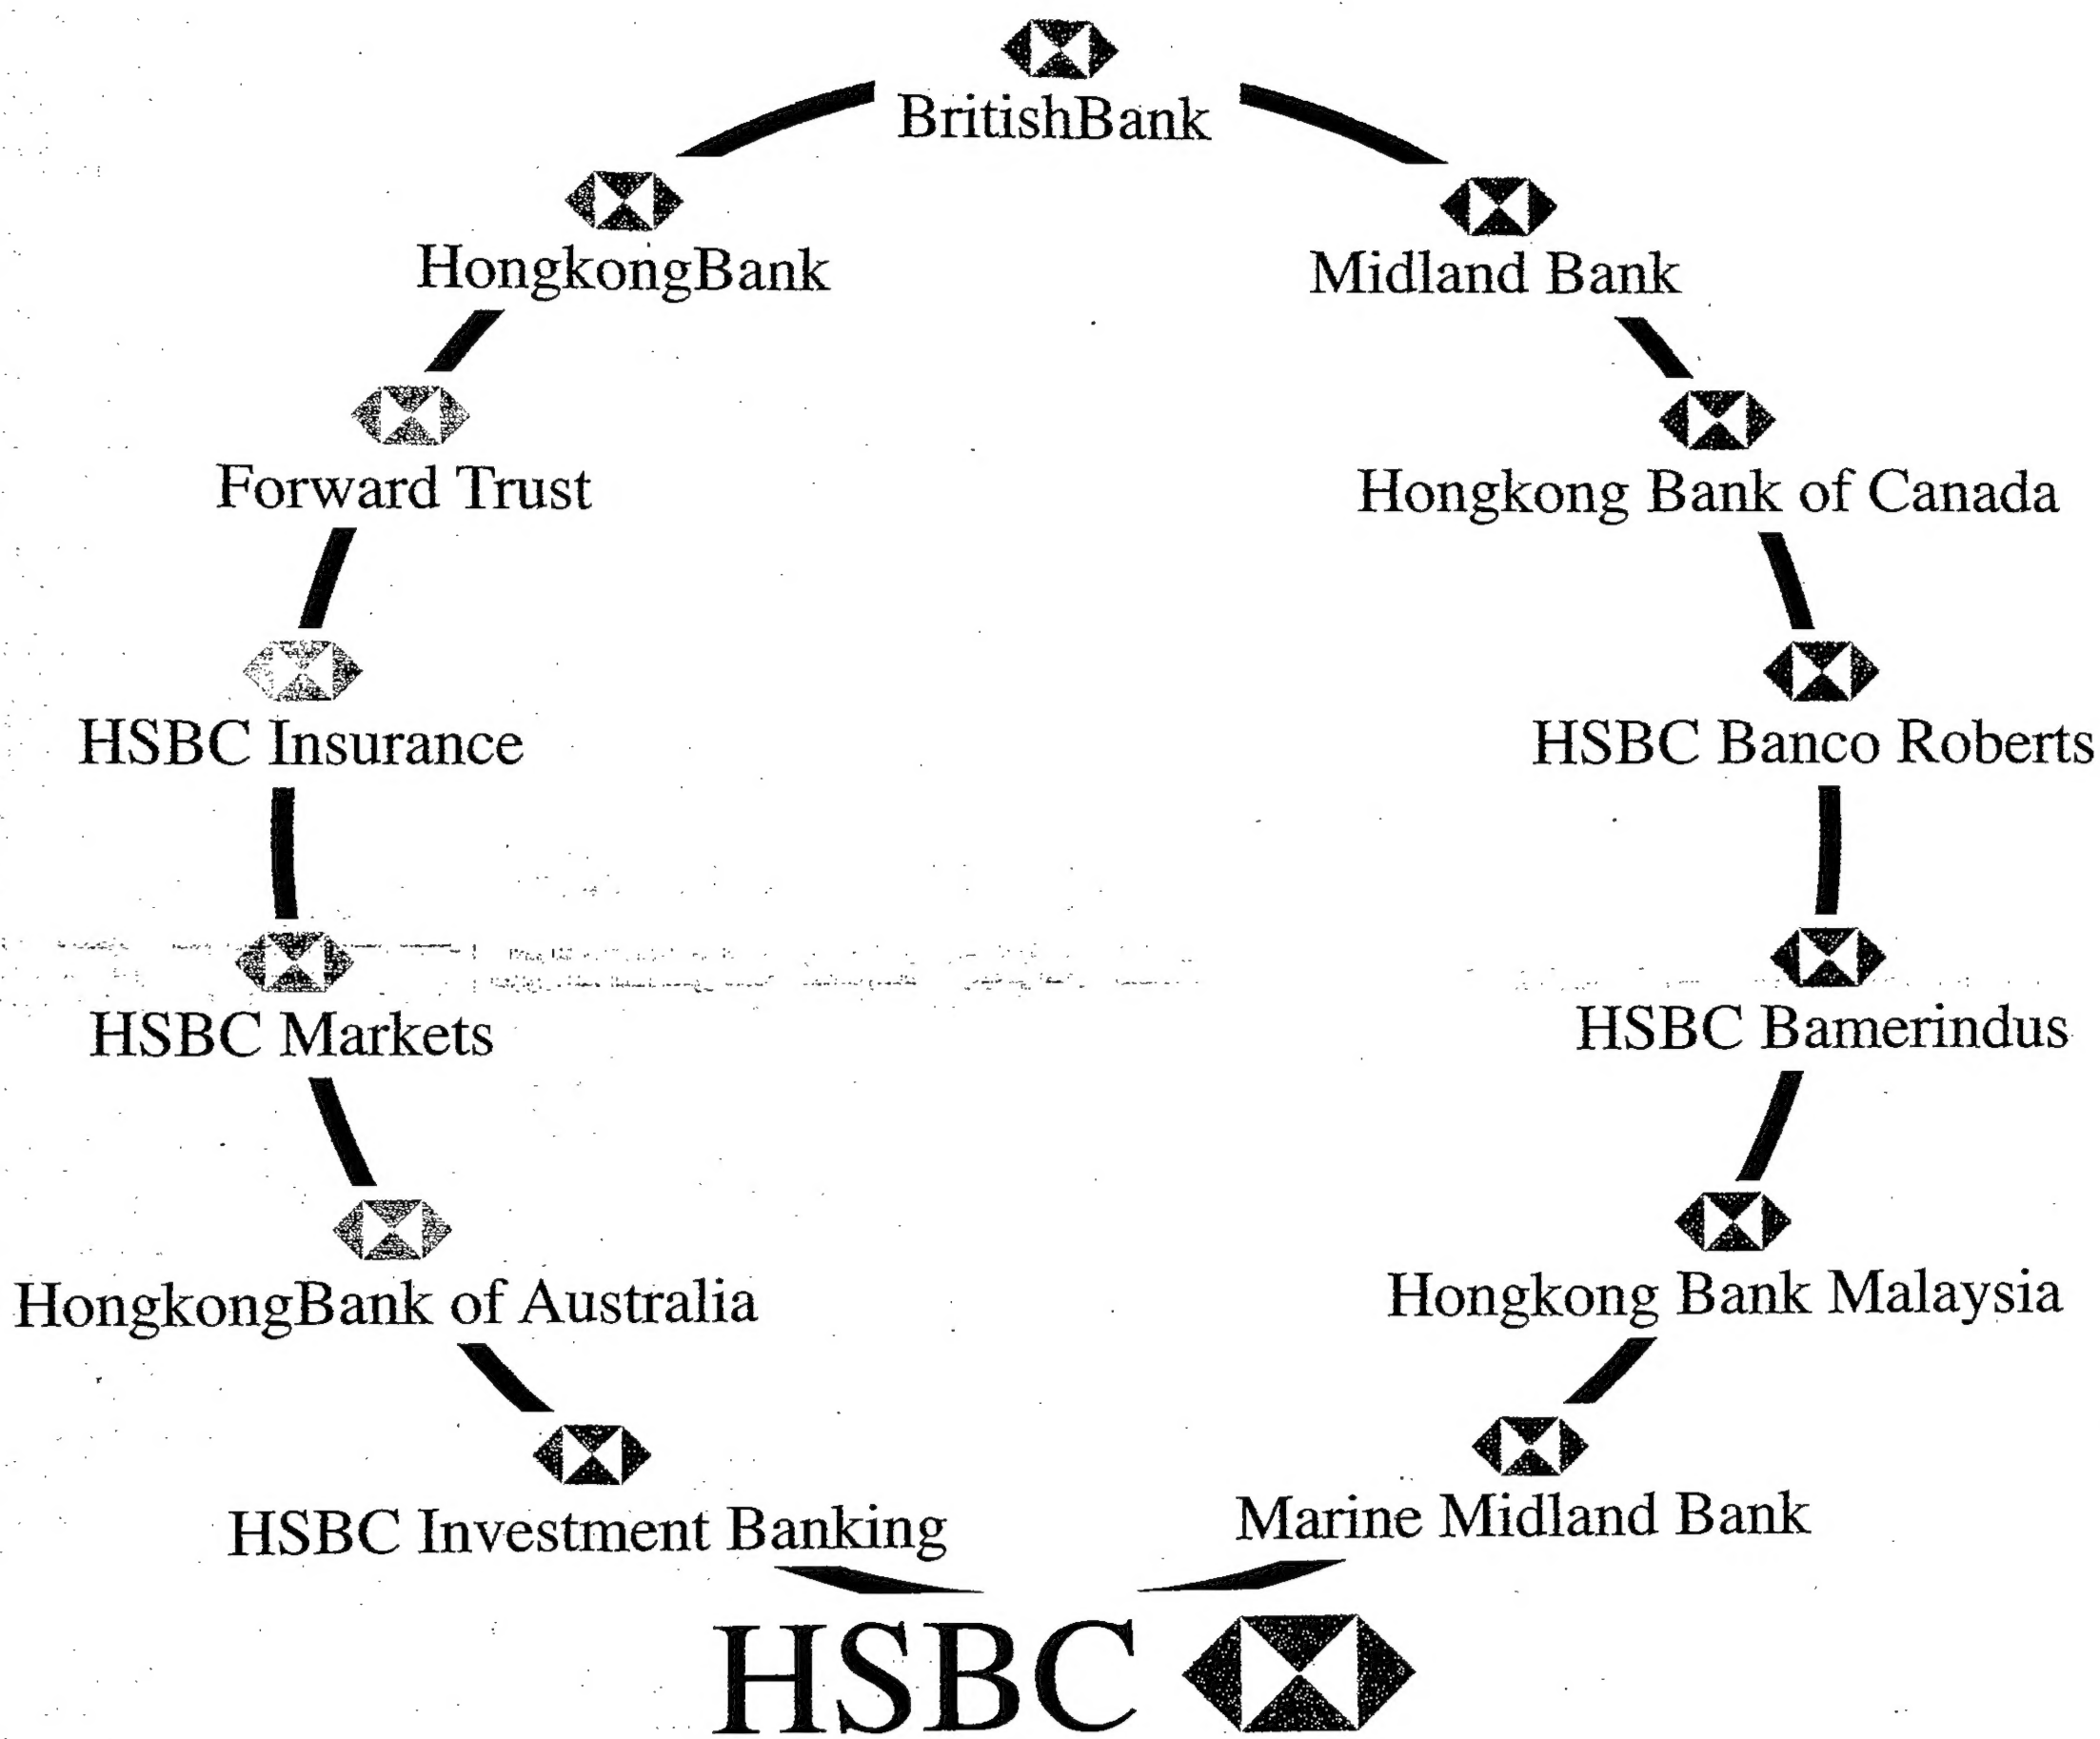 BritishBank
HongkongBank
Midland Bank
Forward Trust
Hongkong Bank of Canada
HSBC Insurance
HSBC Banco Roberts
HSBC Markets
HSBC Bamerindus
HongkongBank of Australia
Hongkong Bank Malaysia
HSBC Investment Banking
Marine Midland Bank
HSBC